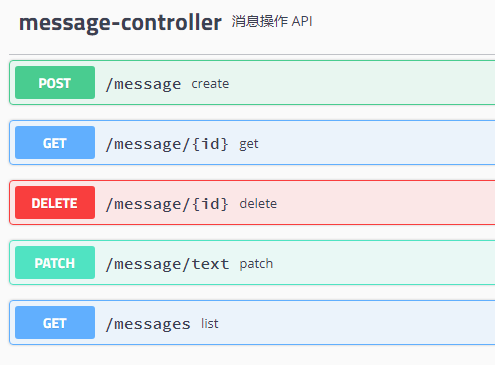 message-controller 消息操作 API
POST /message create
GET /message/{id} get
DELETE /message/{id} delete
PATCH /message/text patch
GET /messages list